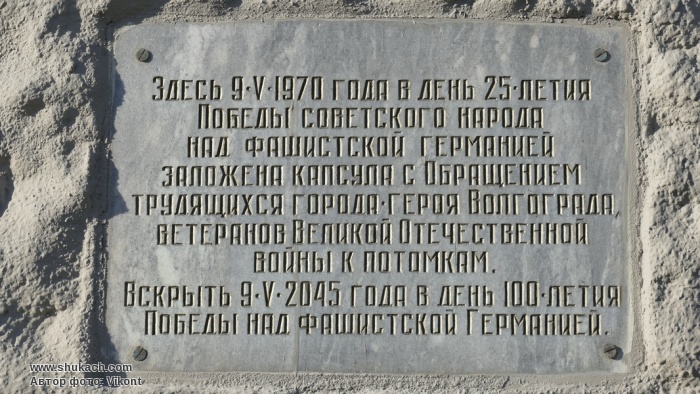 Здесь 9·V·1970 года в день 25·летия
Победы советского народа
над фашистской германией
заложена капсула с Обращением
трудящихся города·героя Волгограда,
ветеранов Великой Отечественной
войны к потомкам.
Вскрыть 9·V·2045 года в день 100·летия
Победы над фашистской Германией.
www.shukach.com
Автор фото: Vikont